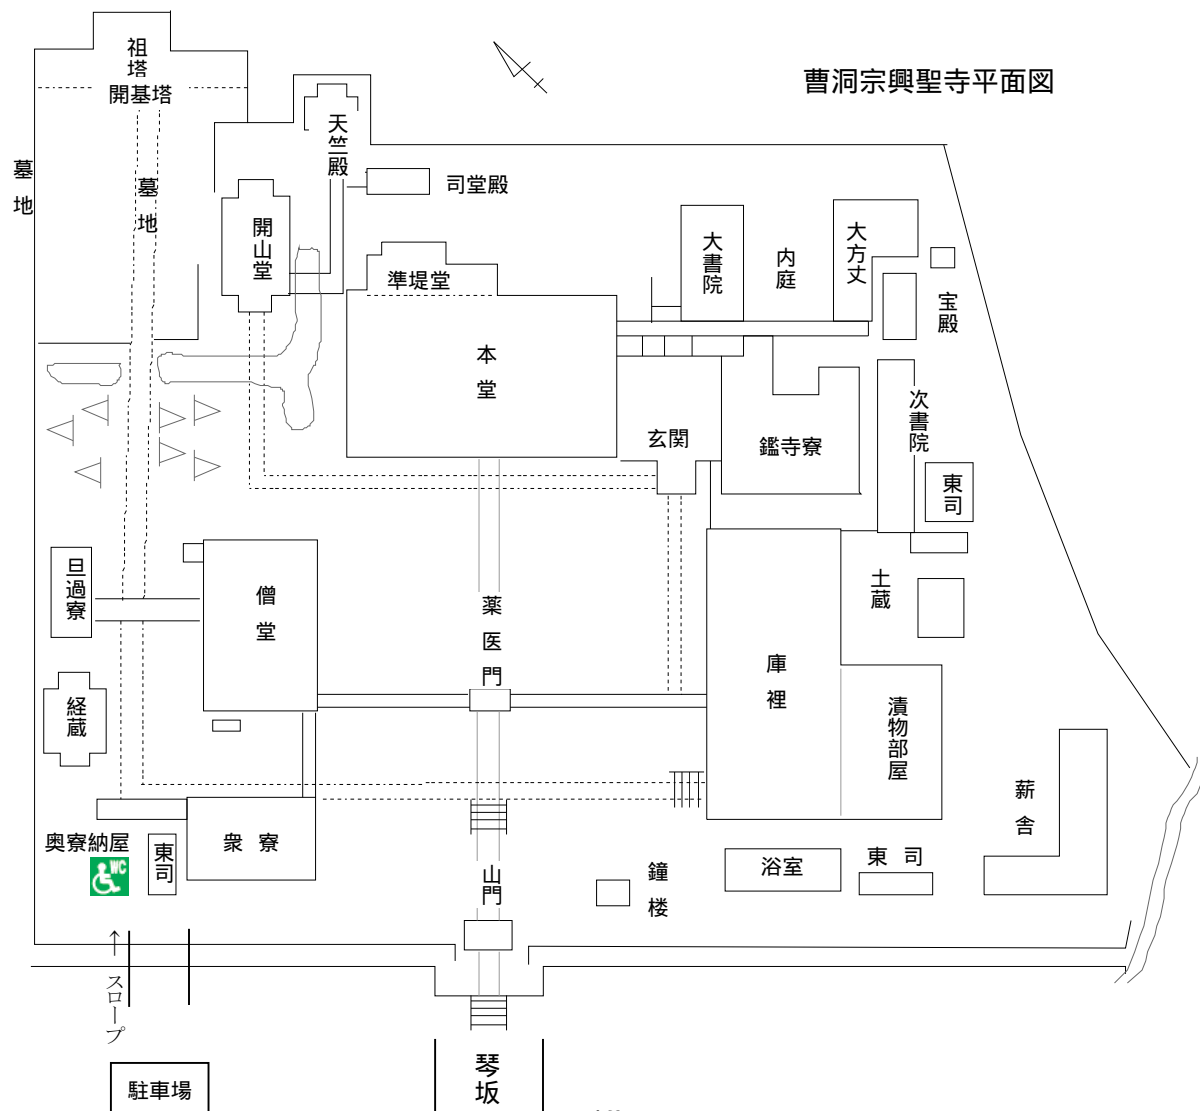 曹洞宗興聖寺平面図
祖塔
開基塔
墓地
墓地
天竺殿
司堂殿
開山堂
準堤堂
本堂
大書院
内庭
大方丈
宝殿
玄関
鑑寺寮
次書院
東司
旦過寮
僧堂
薬医門
土蔵
庫裡
経蔵
漬物部屋
薪舎
奥寮納屋
WC
東司
衆寮
山門
鐘楼
浴室
東司
↑スロープ
駐車場
琴坂